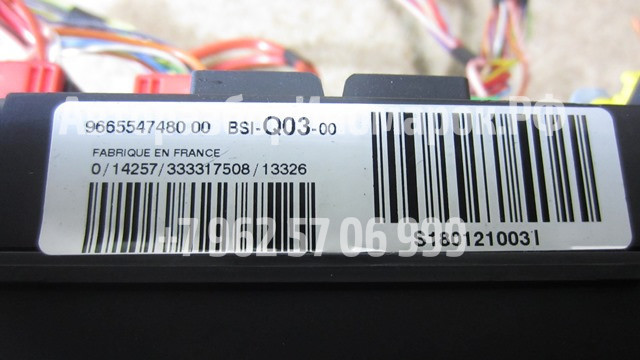 9665547480 00 BSI-Q03-00
FABRIQUE EN FRANCE
0/14257/333317508/13326
S180121003I
+7 962 57 06 999